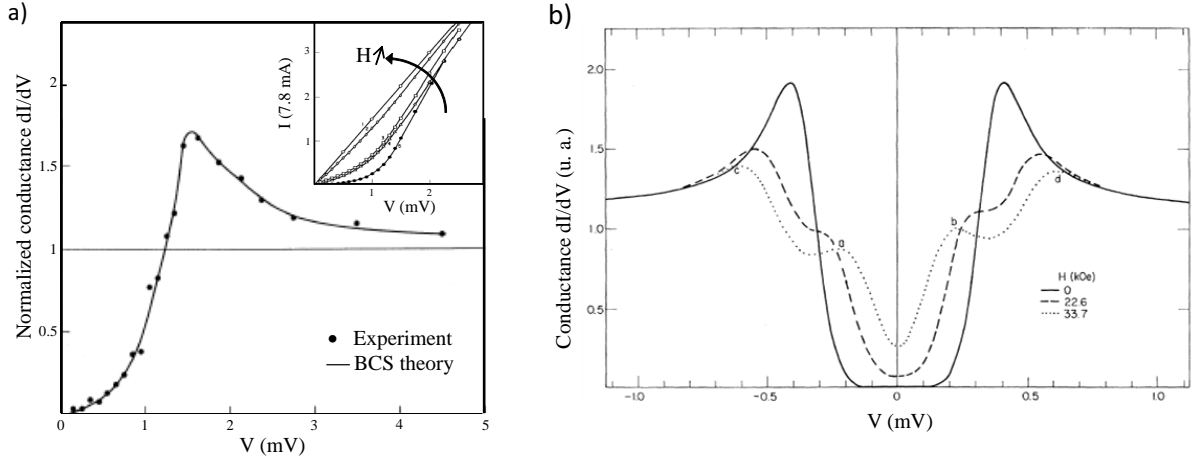 a)
Normalized conductance dI/dV
2
1.5
1
0.5
0
1
2
3
4
5
V (mV)
Experiment
BCS theory
I (7.8 mA)
3
2
1
H
1
2
V (mV)
b)
Conductance dI/dV (u. a.)
2.0
1.5
1.0
0.5
-1.0
-0.5
0
0.5
1.0
V (mV)
c
a
b
d
H (kOe)
0
22.6
33.7